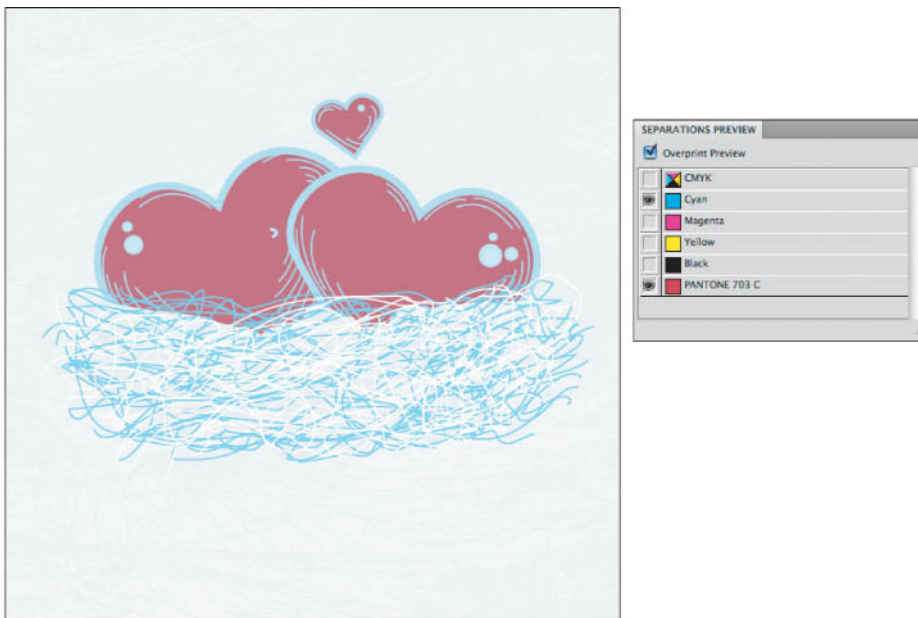 SEPARATIONS PREVIEW
Overprint Preview
CMYK
Cyan
Magenta
Yellow
Black
PANTONE 703 C